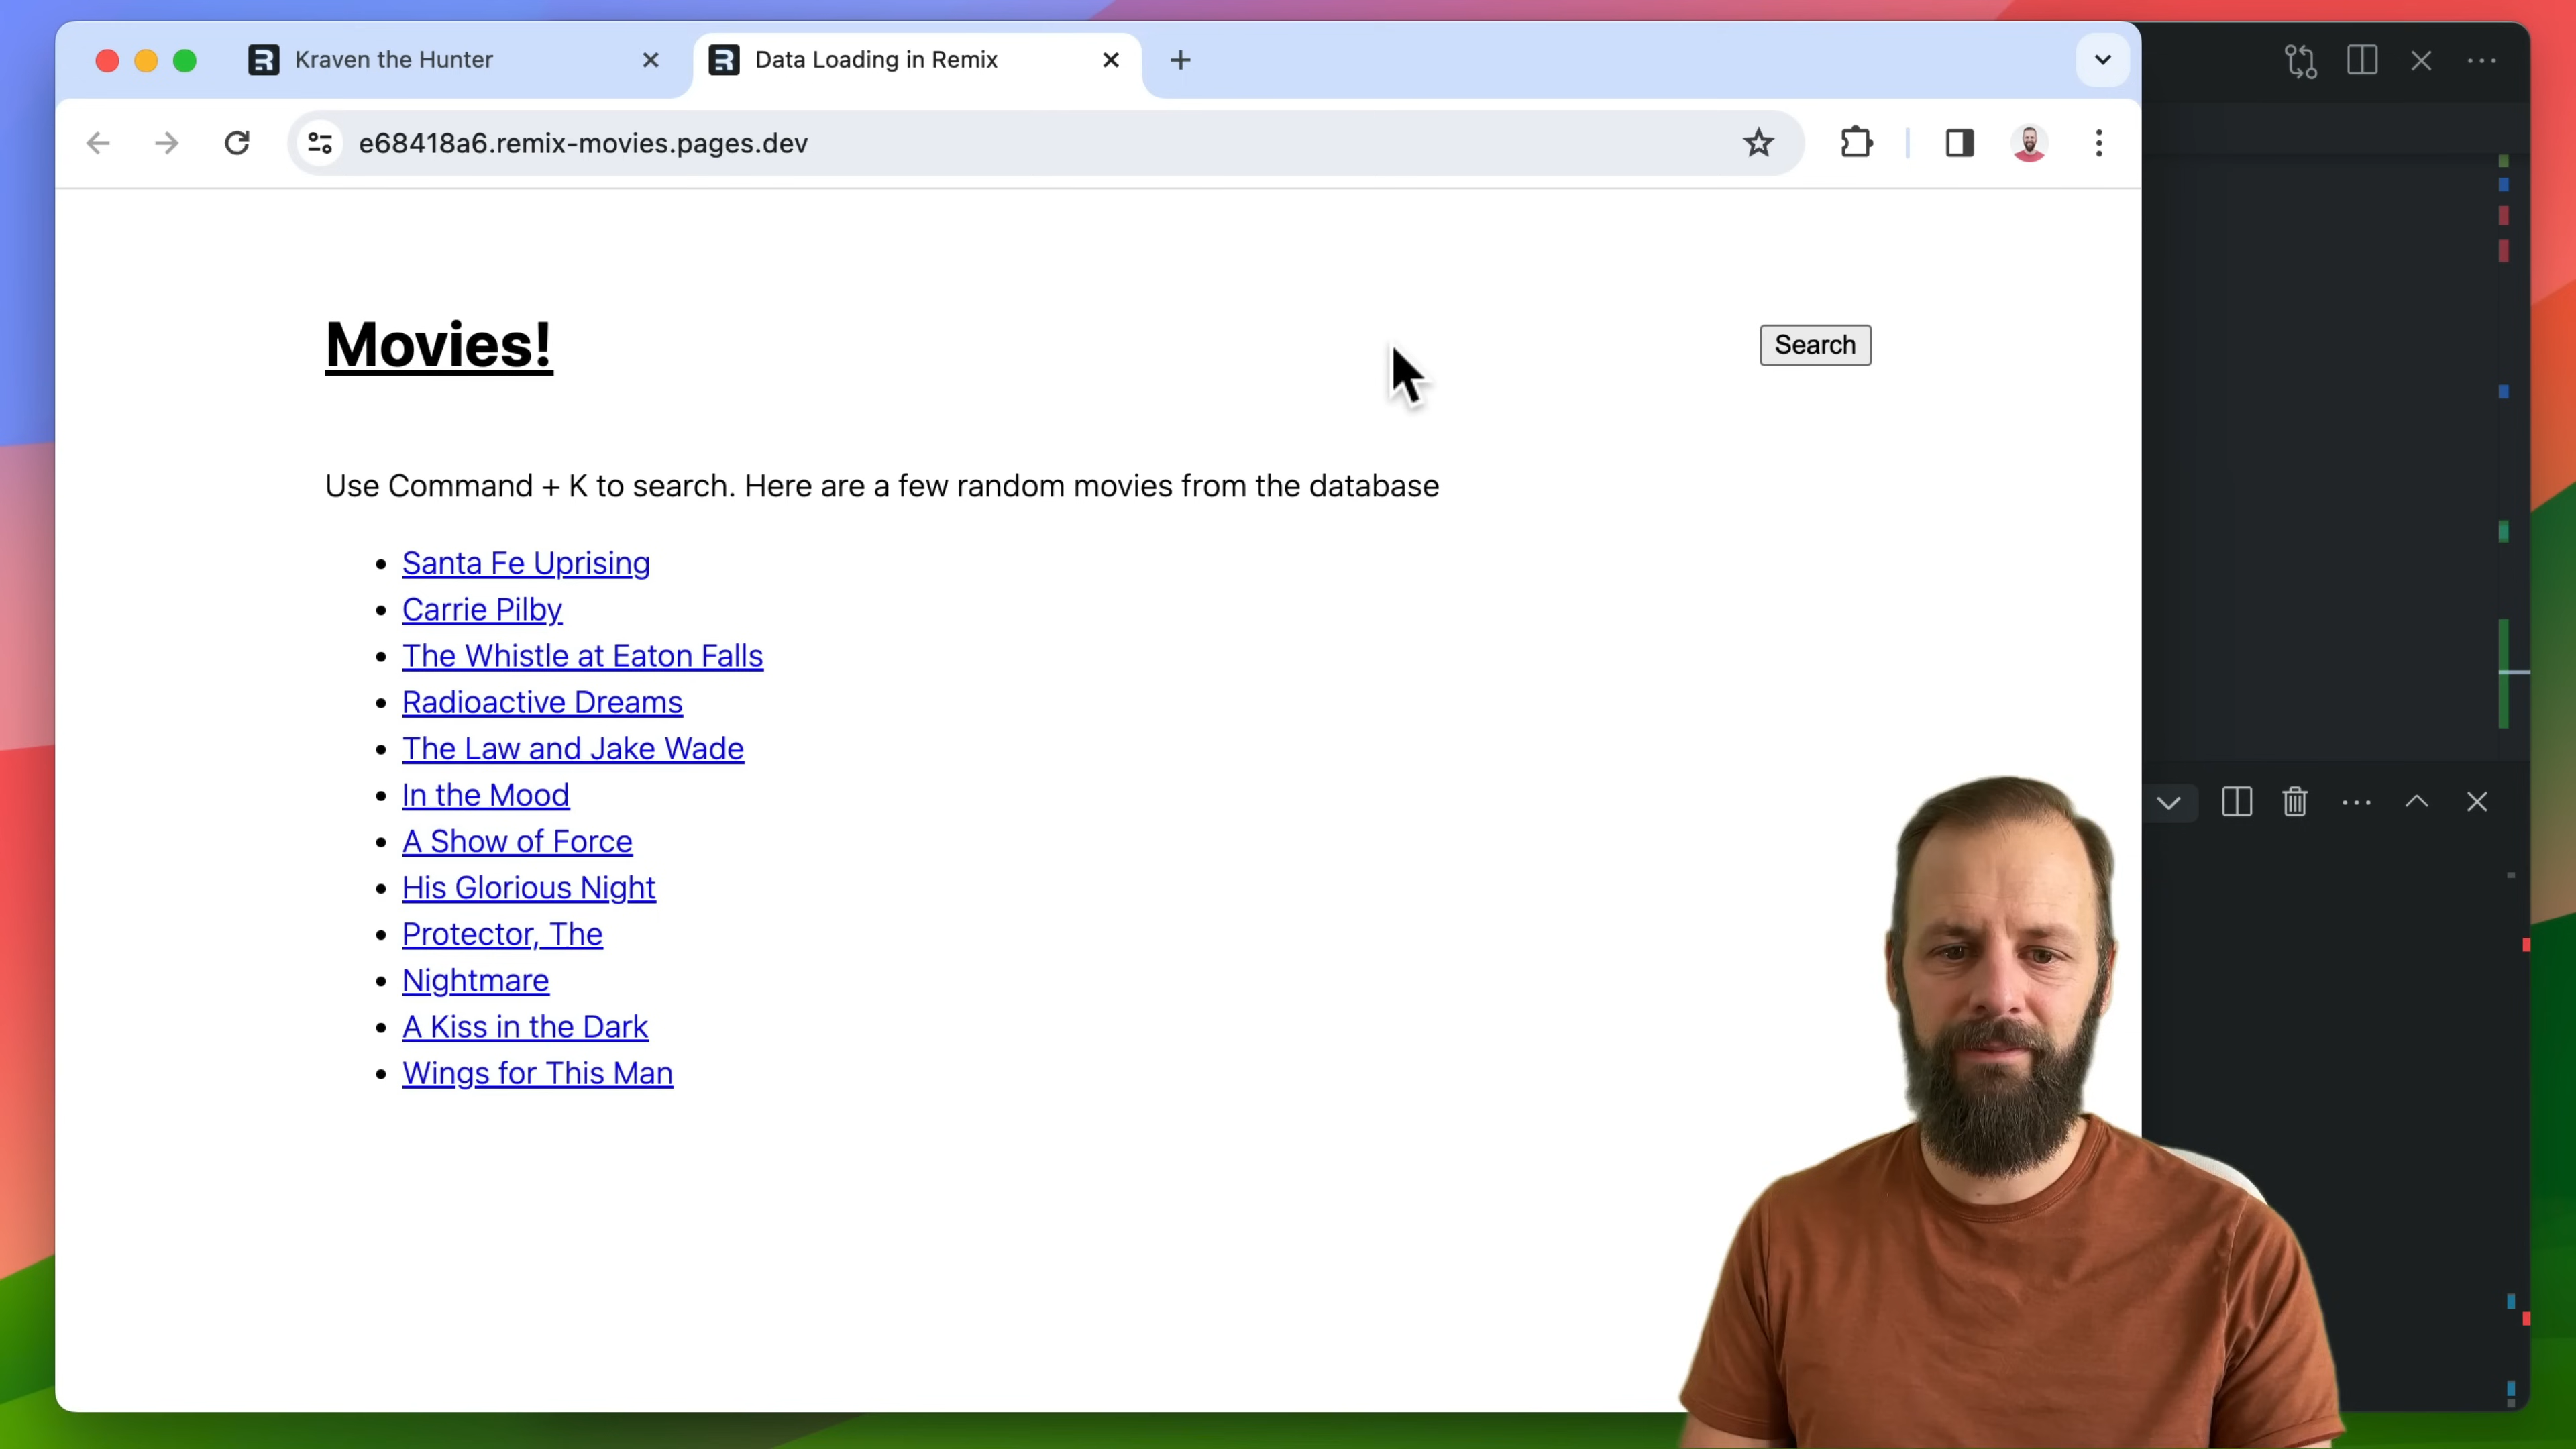 Kraven the Hunter
Data Loading in Remix
e68418a6.remix-movies.pages.dev
Movies!
Search
Use Command + K to search. Here are a few random movies from the database
Santa Fe Uprising
Carrie Pilby
The Whistle at Eaton Falls
Radioactive Dreams
The Law and Jake Wade
In the Mood
A Show of Force
His Glorious Night
Protector, The
Nightmare
A Kiss in the Dark
Wings for This Man